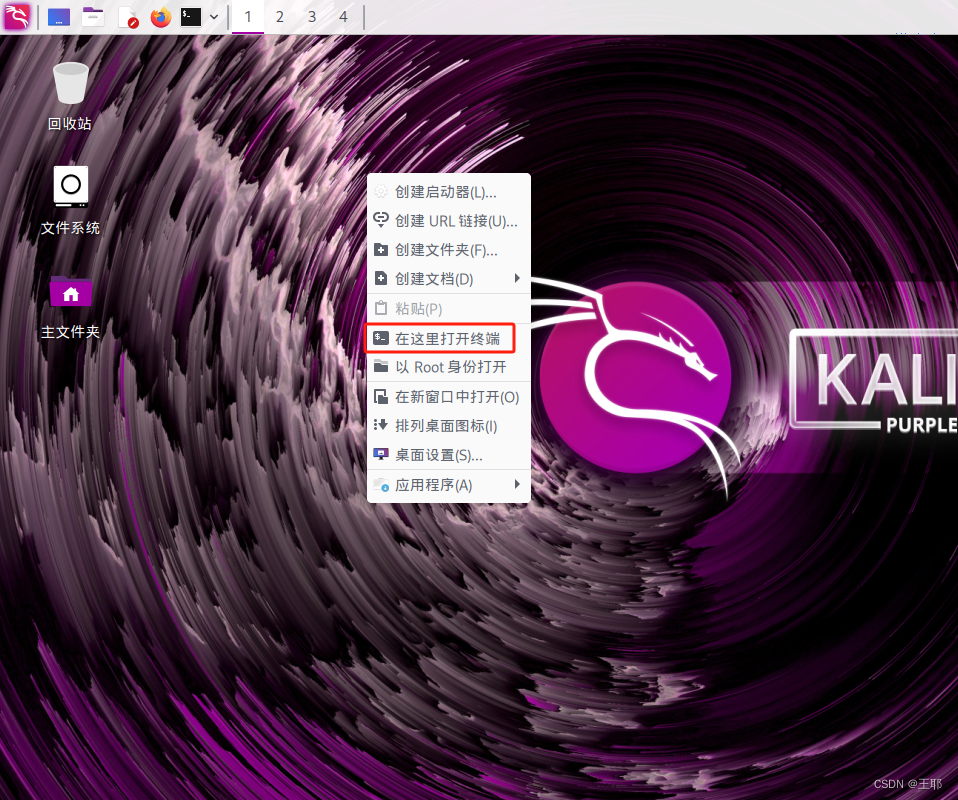 1 2 3 4
回收站
文件系统
主文件夹
创建启动器(L)...
创建 URL 链接(U)...
创建文件夹(F)...
创建文档(D)
粘贴(P)
在这里打开终端
以 Root 身份打开
在新窗口中打开(O)
排列桌面图标(I)
桌面设置(S)...
应用程序(A)
KALI
PURPLE
CSDN @王耶